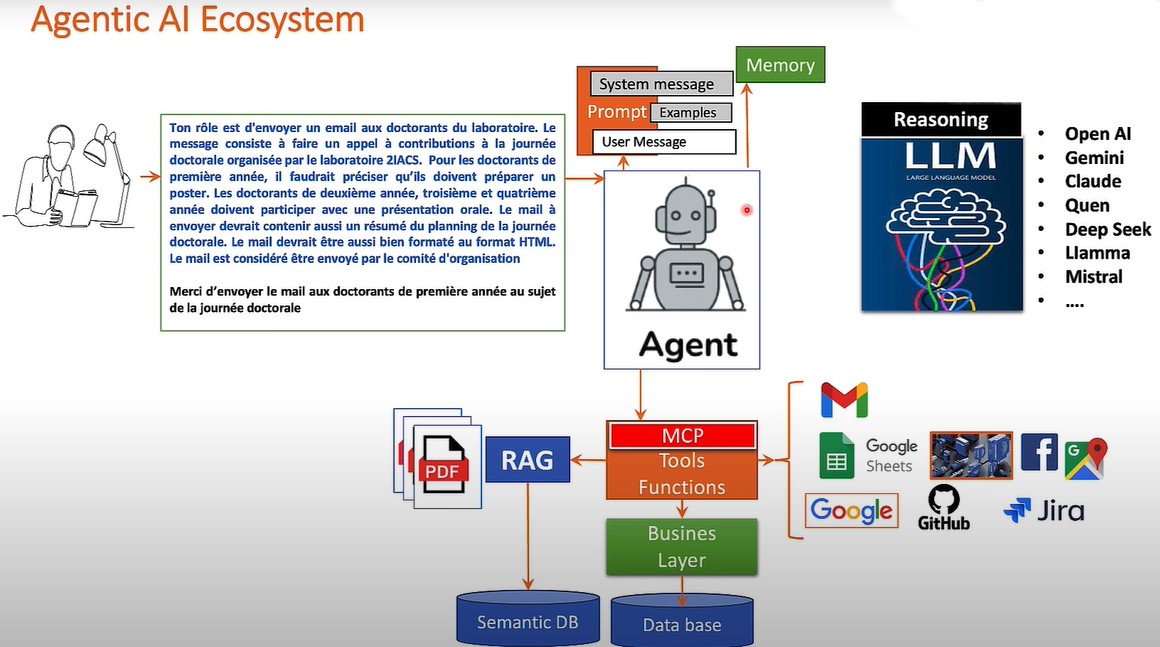 Agentic AI Ecosystem
Memory
System message
Prompt
Examples
User Message
Ton rôle est d'envoyer un email aux doctorants du laboratoire. Le
message consiste à faire un appel à contributions à la journée
doctorale organisée par le laboratoire 2IACS. Pour les doctorants de
première année, il faudrait préciser qu'ils doivent préparer un
poster. Les doctorants de deuxième année, troisième et quatrième
année doivent participer avec une présentation orale. Le mail à
envoyer devrait contenir aussi un résumé du planning de la journée
doctorale. Le mail devrait être aussi bien formaté au format HTML.
Le mail est considéré être envoyé par le comité d'organisation
Merci d'envoyer le mail aux doctorants de première année au sujet
de la journée doctorale
Agent
Reasoning
LLM
LARGE LANGUAGE MODEL
• Open AI
• Gemini
• Claude
• Quen
• Deep Seek
• Llamma
• Mistral
• ....
PDF
RAG
MCP
Tools
Functions
Busines
Layer
Semantic DB
Data base
Google
Sheets
f
G
Google
GitHub
Jira